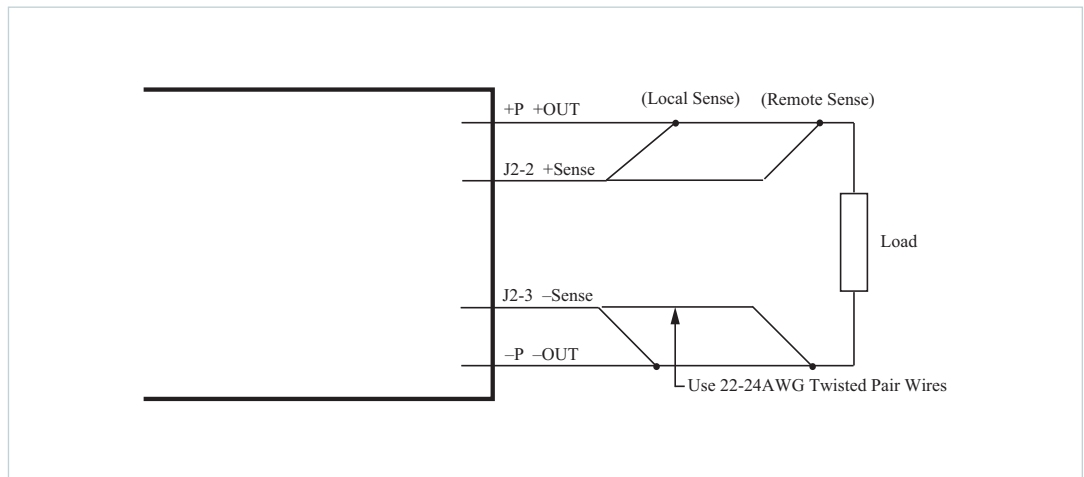 +P +OUT
(Local Sense)
(Remote Sense)
J2-2 +Sense
Load
J2-3 –Sense
–P –OUT
Use 22-24AWG Twisted Pair Wires